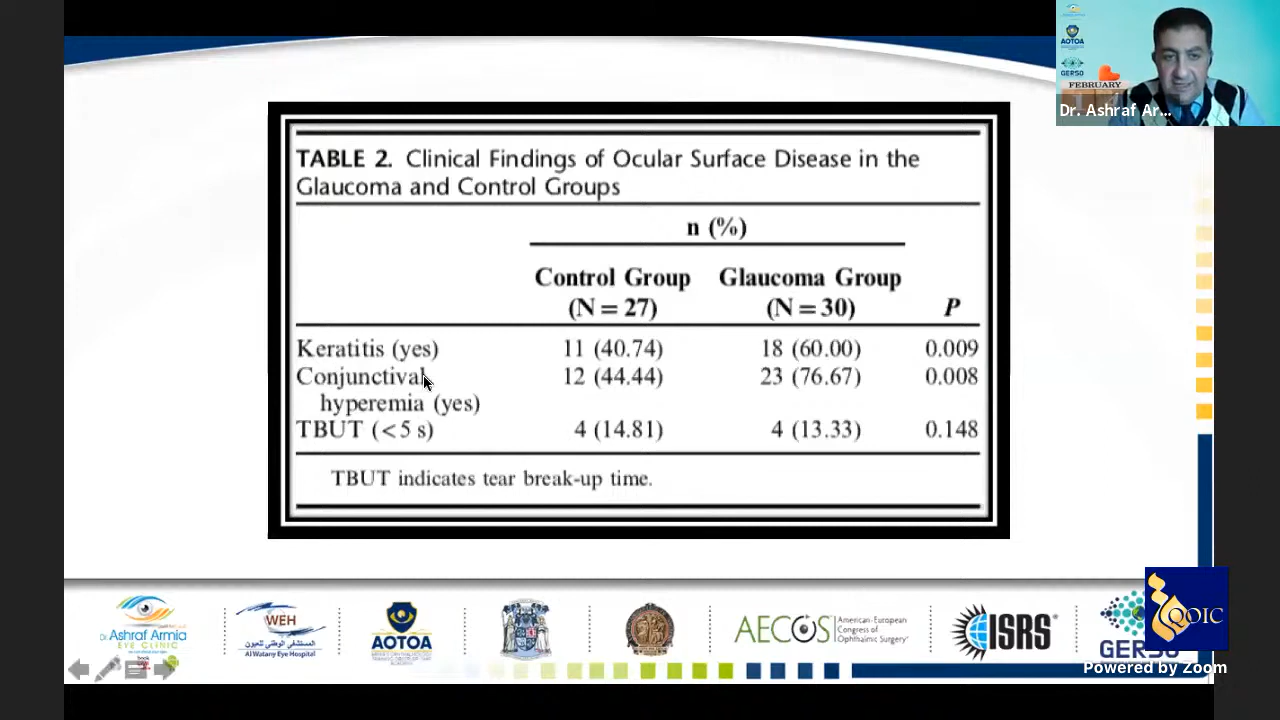 AOTOA
GERSO
FEBRUARY
Dr. Ashraf Ar...
TABLE 2. Clinical Findings of Ocular Surface Disease in the
Glaucoma and Control Groups
n (%)
Control Group Glaucoma Group
(N = 27) (N = 30) P
Keratitis (yes) 11 (40.74) 18 (60.00) 0.009
Conjunctival 12 (44.44) 23 (76.67) 0.008
hyperemia (yes)
TBUT (<5 s) 4 (14.81) 4 (13.33) 0.148
TBUT indicates tear break-up time.
Dr.
Ashraf Armia
EYE CLINIC
WEH
المستشفى الوطني للعيون
Al Watany Eye Hospital
AOTOA
AECOS
American-European
Congress of
Ophthalmic Surgery
ISRS
GERSO
QOIC
Powered by Zoom